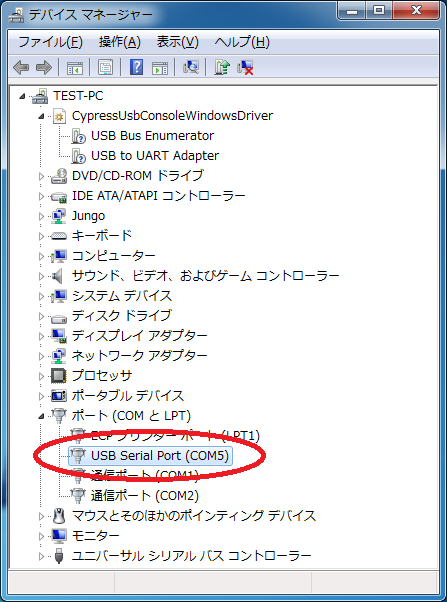 デバイス マネージャー
ファイル(F) 操作(A) 表示(V) ヘルプ(H)
TEST-PC
CypressUsbConsoleWindowsDriver
USB Bus Enumerator
USB to UART Adapter
DVD/CD-ROM ドライブ
IDE ATA/ATAPI コントローラー
Jungo
キーボード
コンピューター
サウンド、ビデオ、およびゲーム コントローラー
システム デバイス
ディスク ドライブ
ディスプレイ アダプター
ネットワーク アダプター
プロセッサ
ポータブル デバイス
ポート (COM と LPT)
ECP プリンター ポート (LPT1)
USB Serial Port (COM5)
通信ポート (COM1)
通信ポート (COM2)
マウスとそのほかのポインティング デバイス
モニター
ユニバーサル シリアル バス コントローラー